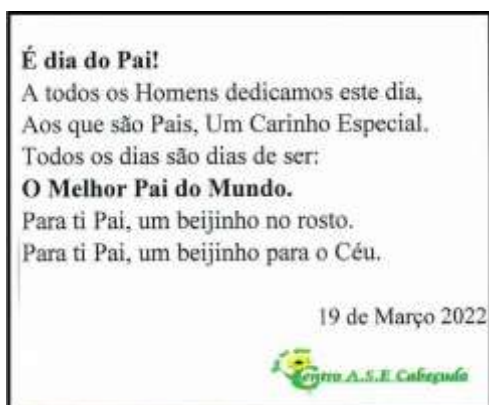 É dia do Pai!
A todos os Homens dedicamos este dia,
Aos que são Pais, Um Carinho Especial.
Todos os dias são dias de ser:
O Melhor Pai do Mundo.
Para ti Pai, um beijinho no rosto.
Para ti Pai, um beijinho para o Céu.
19 de Março 2022
Centro A.S.E. Cabeçuda